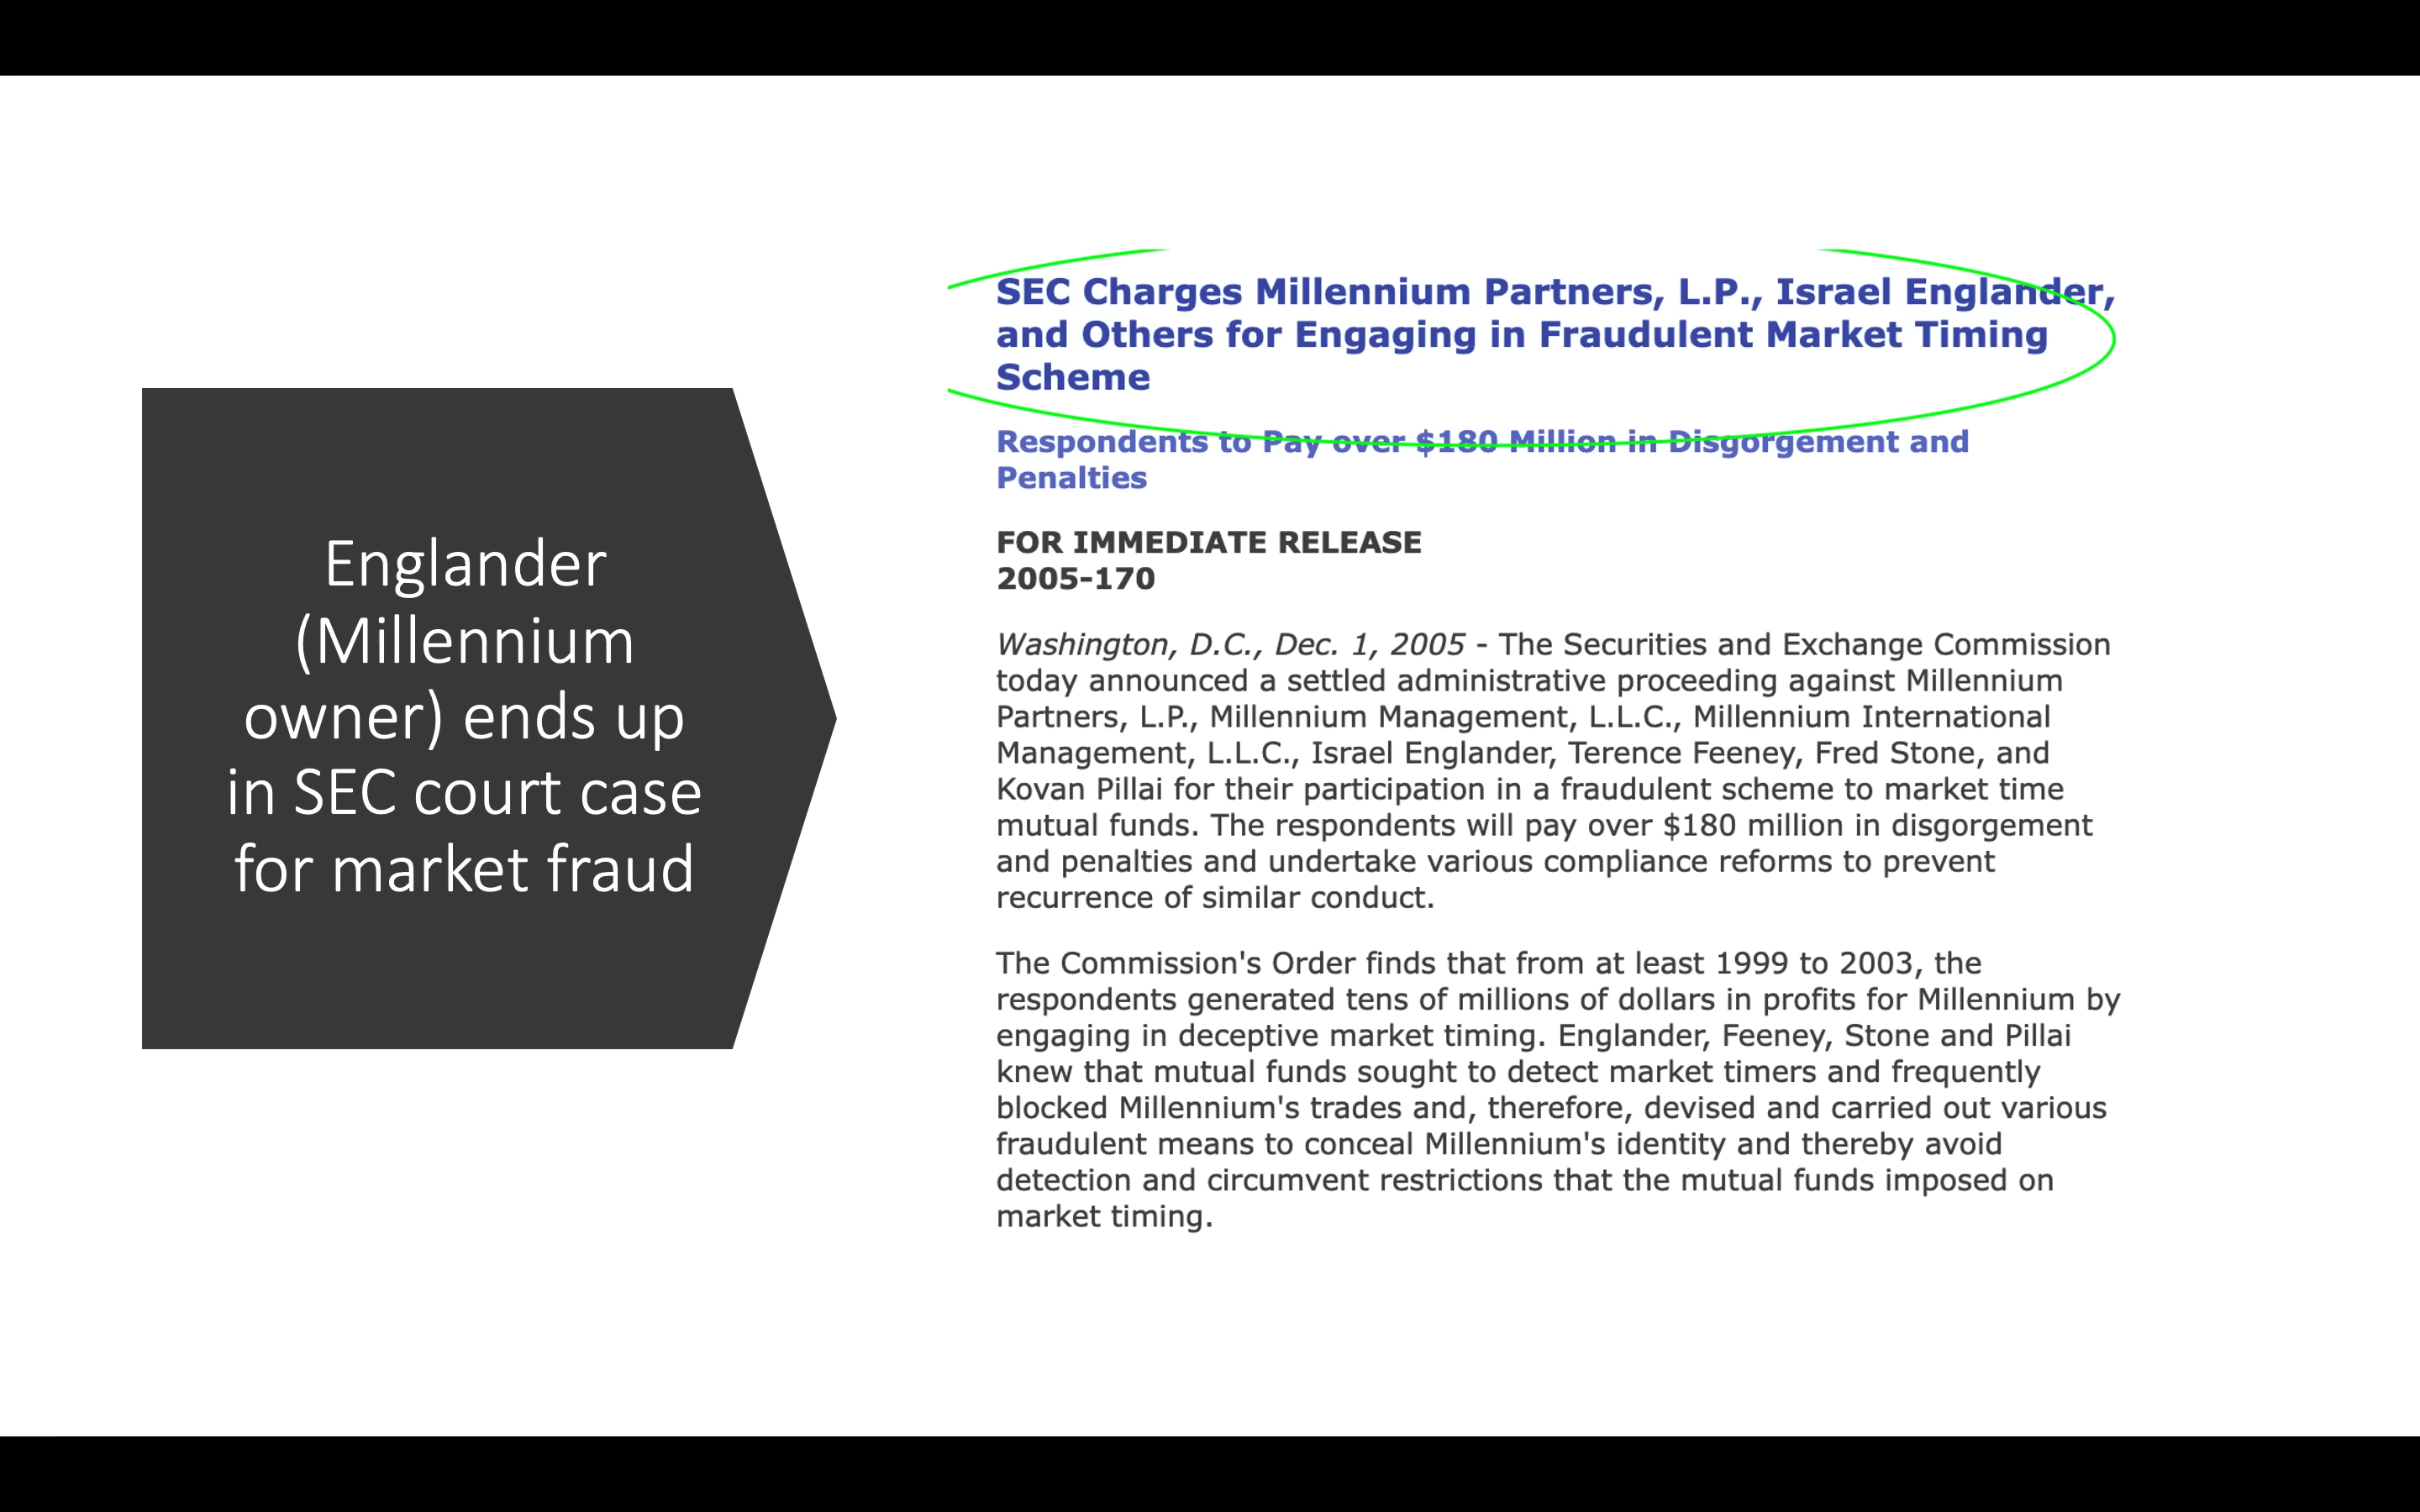 Englander
(Millennium
owner) ends up
in SEC court case
for market fraud
SEC Charges Millennium Partners, L.P., Israel Englander,
and Others for Engaging in Fraudulent Market Timing
Scheme
Respondents to Pay over $180 Million in Disgorgement and
Penalties
FOR IMMEDIATE RELEASE
2005-170
Washington, D.C., Dec. 1, 2005 - The Securities and Exchange Commission
today announced a settled administrative proceeding against Millennium
Partners, L.P., Millennium Management, L.L.C., Millennium International
Management, L.L.C., Israel Englander, Terence Feeney, Fred Stone, and
Kovan Pillai for their participation in a fraudulent scheme to market time
mutual funds. The respondents will pay over $180 million in disgorgement
and penalties and undertake various compliance reforms to prevent
recurrence of similar conduct.
The Commission's Order finds that from at least 1999 to 2003, the
respondents generated tens of millions of dollars in profits for Millennium by
engaging in deceptive market timing. Englander, Feeney, Stone and Pillai
knew that mutual funds sought to detect market timers and frequently
blocked Millennium's trades and, therefore, devised and carried out various
fraudulent means to conceal Millennium's identity and thereby avoid
detection and circumvent restrictions that the mutual funds imposed on
market timing.